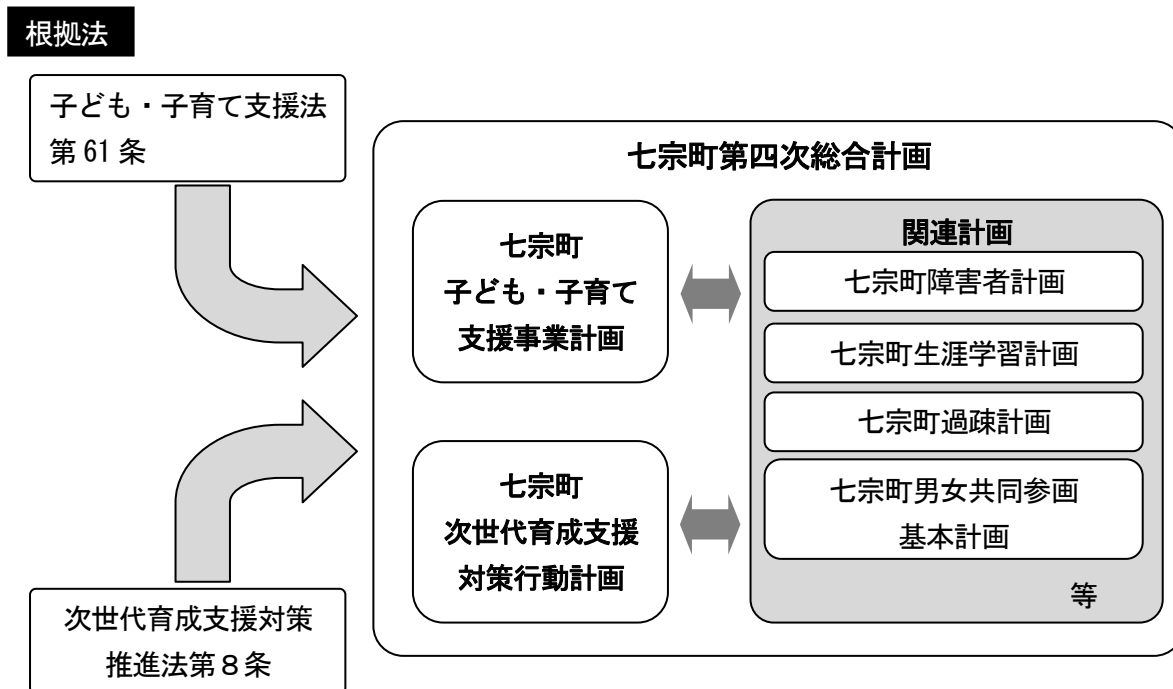 根拠法
子ども・子育て支援法
第61条
七宗町第四次総合計画
七宗町
子ども・子育て
支援事業計画
七宗町
次世代育成支援
対策行動計画
関連計画
七宗町障害者計画
七宗町生涯学習計画
七宗町過疎計画
七宗町男女共同参画
基本計画
等
次世代育成支援対策
推進法第８条